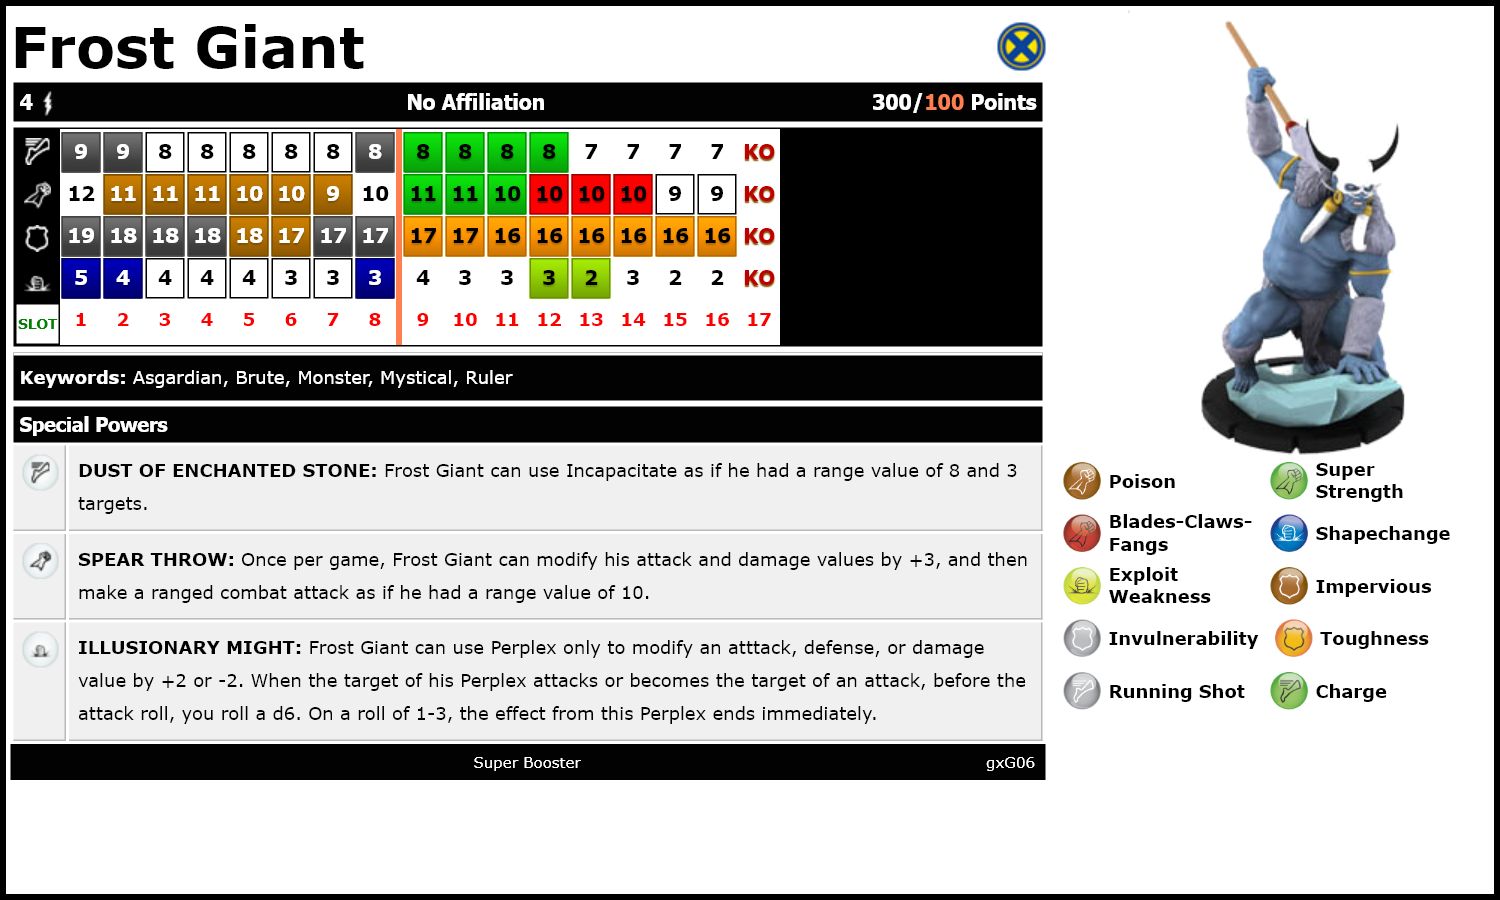 Frost Giant
4 No Affiliation 300/100 Points
9 9 8 8 8 8 8 8 8 8 8 8 7 7 7 7 KO
12 11 11 11 10 10 9 10 11 11 10 10 10 10 9 9 KO
19 18 18 18 18 17 17 17 17 17 16 16 16 16 16 16 KO
5 4 4 4 4 3 3 3 4 3 3 3 2 3 2 2 KO
SLOT 1 2 3 4 5 6 7 8 9 10 11 12 13 14 15 16 17
Keywords: Asgardian, Brute, Monster, Mystical, Ruler
Special Powers
DUST OF ENCHANTED STONE: Frost Giant can use Incapacitate as if he had a range value of 8 and 3
targets.
SPEAR THROW: Once per game, Frost Giant can modify his attack and damage values by +3, and then
make a ranged combat attack as if he had a range value of 10.
ILLUSIONARY MIGHT: Frost Giant can use Perplex only to modify an atttack, defense, or damage
value by +2 or -2. When the target of his Perplex attacks or becomes the target of an attack, before the
attack roll, you roll a d6. On a roll of 1-3, the effect from this Perplex ends immediately.
Super Booster gxG06
Poison
Super
Strength
Blades-Claws-
Fangs
Shapechange
Exploit
Weakness
Impervious
Invulnerability
Toughness
Running Shot
Charge